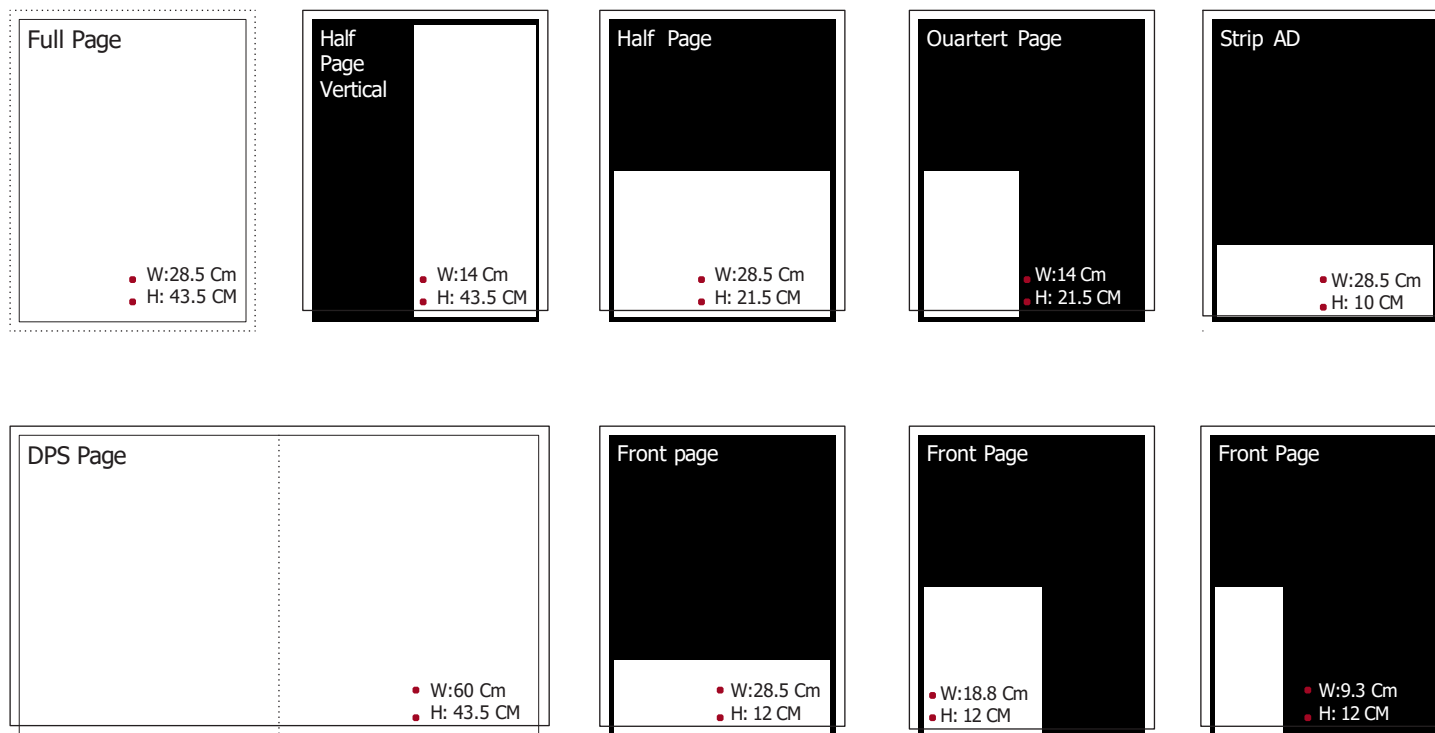 Full Page
W:28.5 Cm
H: 43.5 CM
Half
Page
Vertical
W:14 Cm
H: 43.5 CM
Half Page
W:28.5 Cm
H: 21.5 CM
Ouartert Page
W:14 Cm
H: 21.5 CM
Strip AD
W:28.5 Cm
H: 10 CM
DPS Page
W:60 Cm
H: 43.5 CM
Front page
W:28.5 Cm
H: 12 CM
Front Page
W:18.8 Cm
H: 12 CM
Front Page
W:9.3 Cm
H: 12 CM